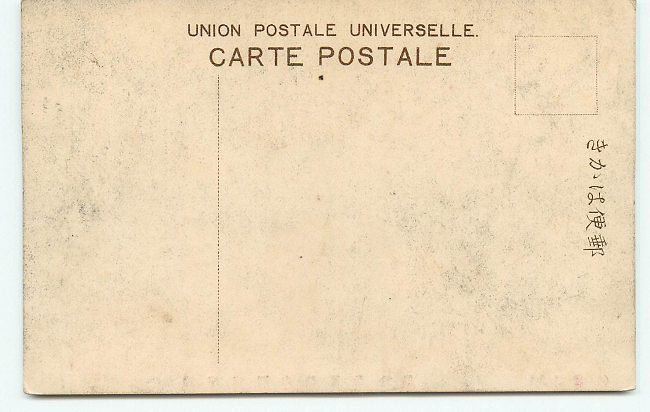 UNION POSTALE UNIVERSELLE.
CARTE POSTALE
きかは便郵